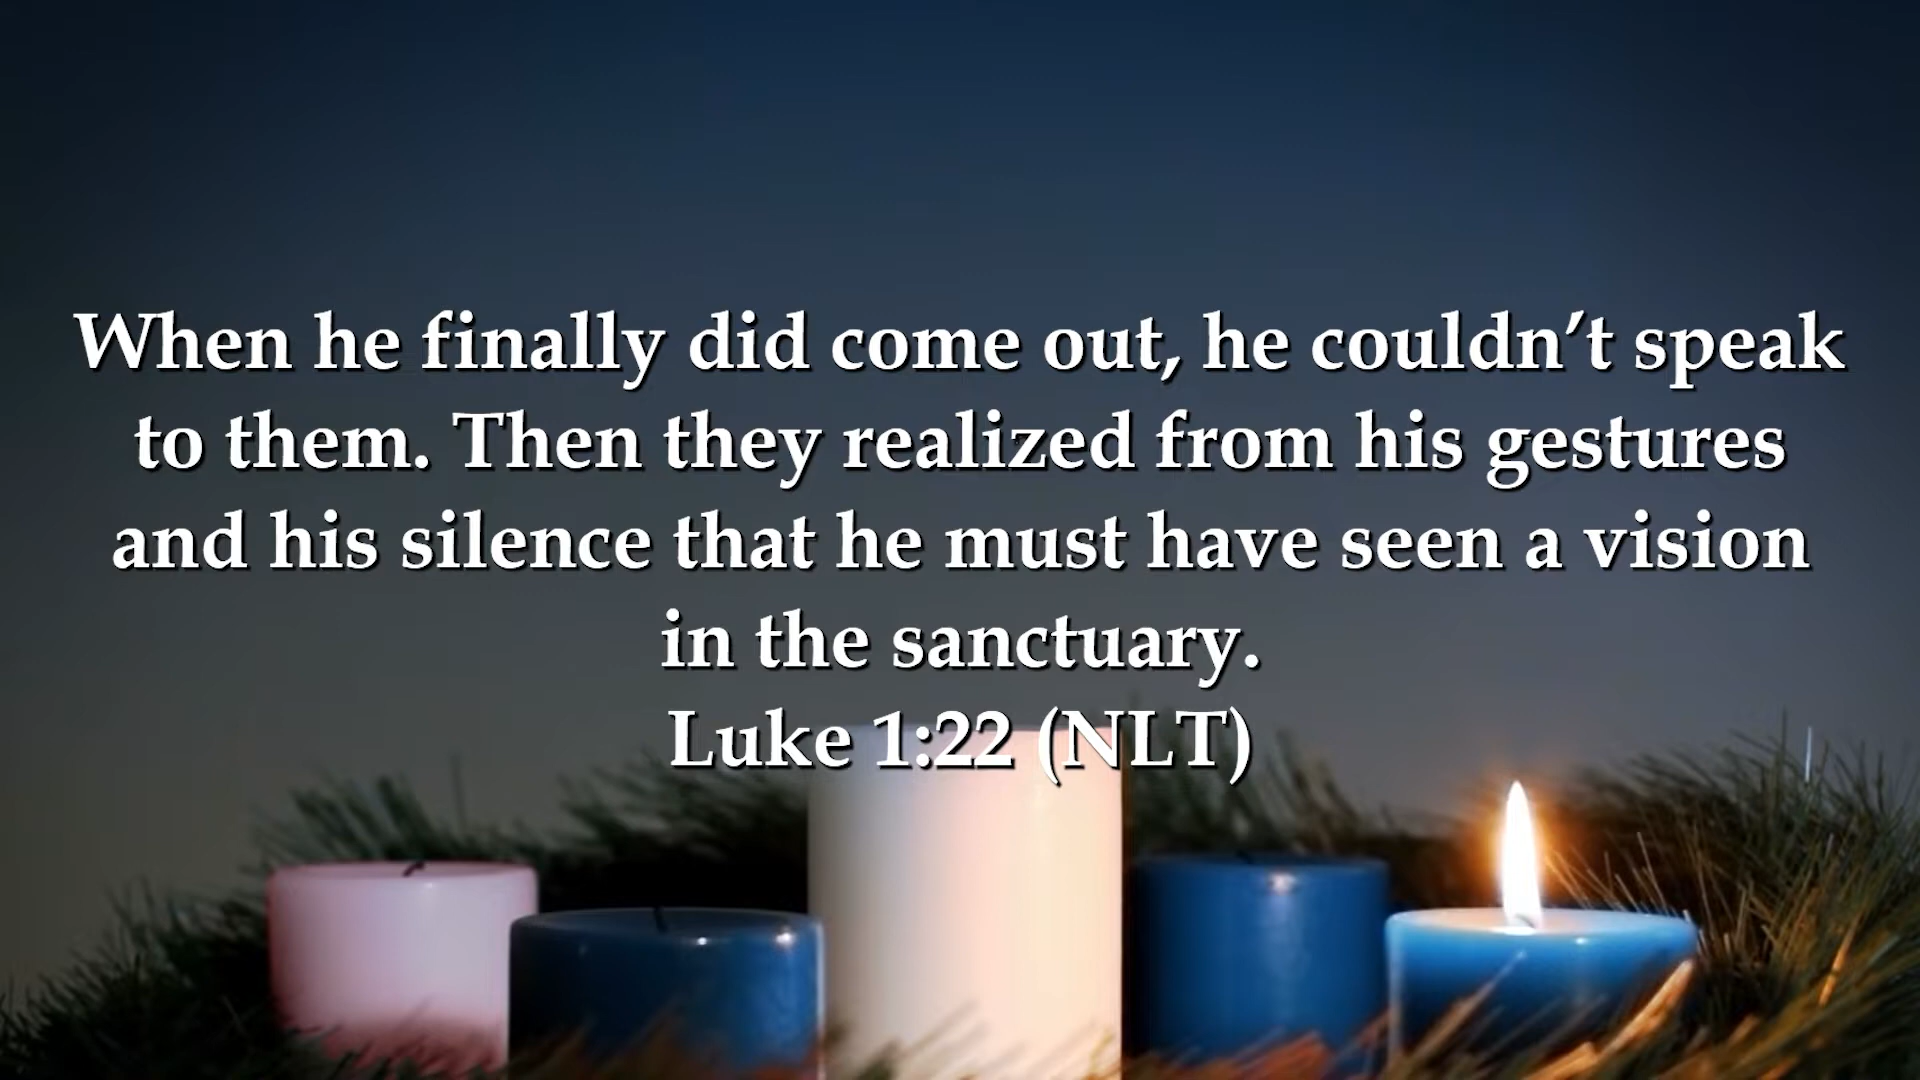 When he finally did come out, he couldn’t speak
to them. Then they realized from his gestures
and his silence that he must have seen a vision
in the sanctuary.
Luke 1:22 (NLT)